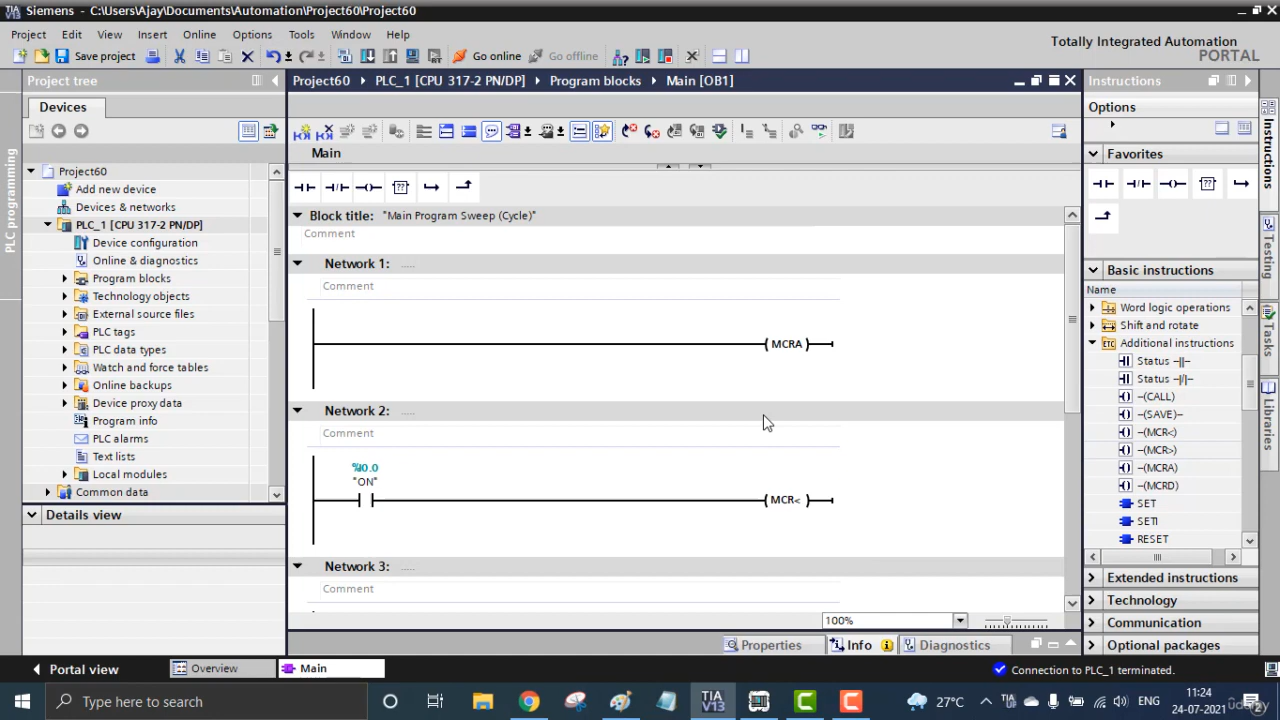 TIA V13
Siemens - C:\Users\Ajay\Documents\Automation\Project60\Project60
Project Edit View Insert Online Options Tools Window Help
Totally Integrated Automation
PORTAL
Save project
Go online
Go offline
Project tree
Project60 PLC_1 [CPU 317-2 PN/DP] Program blocks Main [OB1]
Instructions
Devices
Options
PLC programming
Main
Favorites
Project60
Add new device
Devices & networks
PLC_1 [CPU 317-2 PN/DP]
Device configuration
Online & diagnostics
Program blocks
Technology objects
External source files
PLC tags
PLC data types
Watch and force tables
Online backups
Device proxy data
Program info
PLC alarms
Text lists
Local modules
Common data
Details view
Block title: "Main Program Sweep (Cycle)"
Comment
Network 1: .....
Comment
MCRA
Network 2: .....
Comment
%I0.0
"ON"
MCR<
Network 3: .....
Comment
100%
Properties
Info
Diagnostics
Basic instructions
Name
Word logic operations
Shift and rotate
Additional instructions
Status -||-
Status -|/|-
-(CALL)
-(SAVE)-
-(MCR<)
-(MCR>)
-(MCRA)
-(MCRD)
SET
SETI
RESET
Extended instructions
Technology
Communication
Optional packages
Instructions
Testing
Tasks
Libraries
Portal view
Overview
Main
Connection to PLC_1 terminated.
Type here to search
TIA V13
27°C
ENG
11:24
24-07-2021
udemy